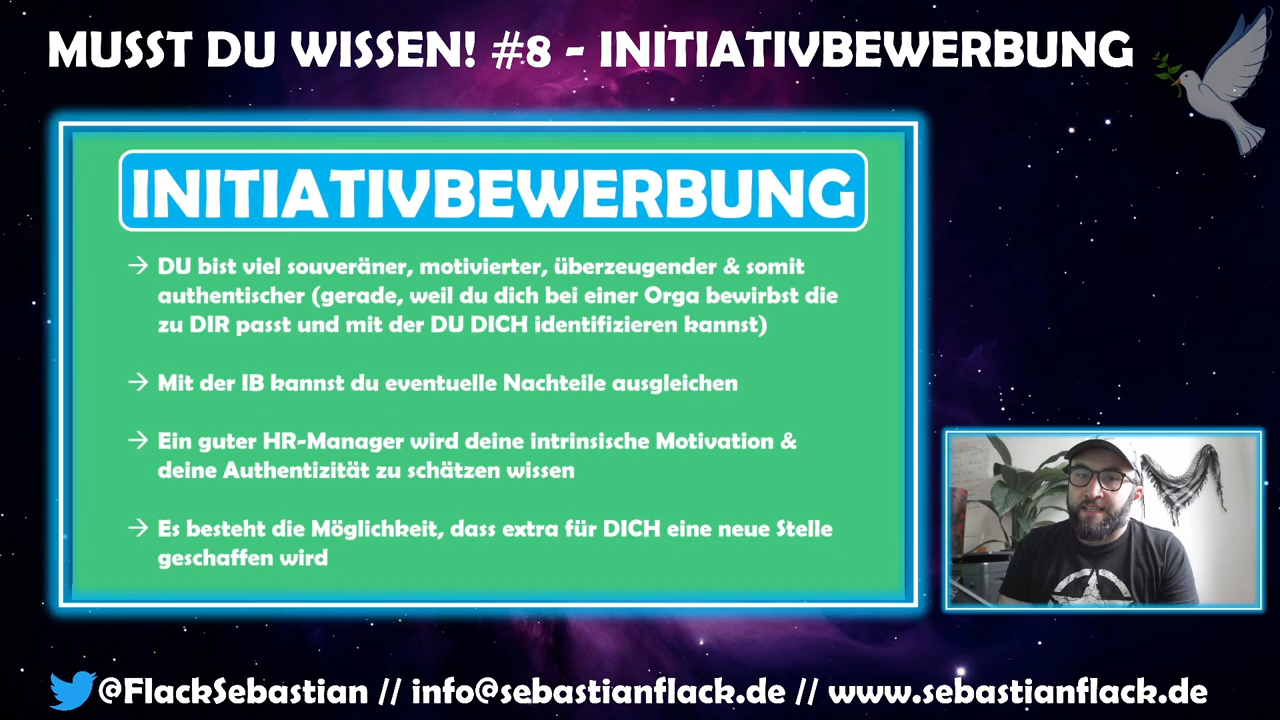 MUSST DU WISSEN! #8 - INITIATIVBEWERBUNG
INITIATIVBEWERBUNG
→ DU bist viel souveräner, motivierter, überzeugender & somit
authentischer (gerade, weil du dich bei einer Orga bewirbst die
zu DIR passt und mit der DU DICH identifizieren kannst)
→ Mit der IB kannst du eventuelle Nachteile ausgleichen
→ Ein guter HR-Manager wird deine intrinsische Motivation &
deine Authentizität zu schätzen wissen
→ Es besteht die Möglichkeit, dass extra für DICH eine neue Stelle
geschaffen wird
@FlackSebastian // info@sebastianflack.de // www.sebastianflack.de